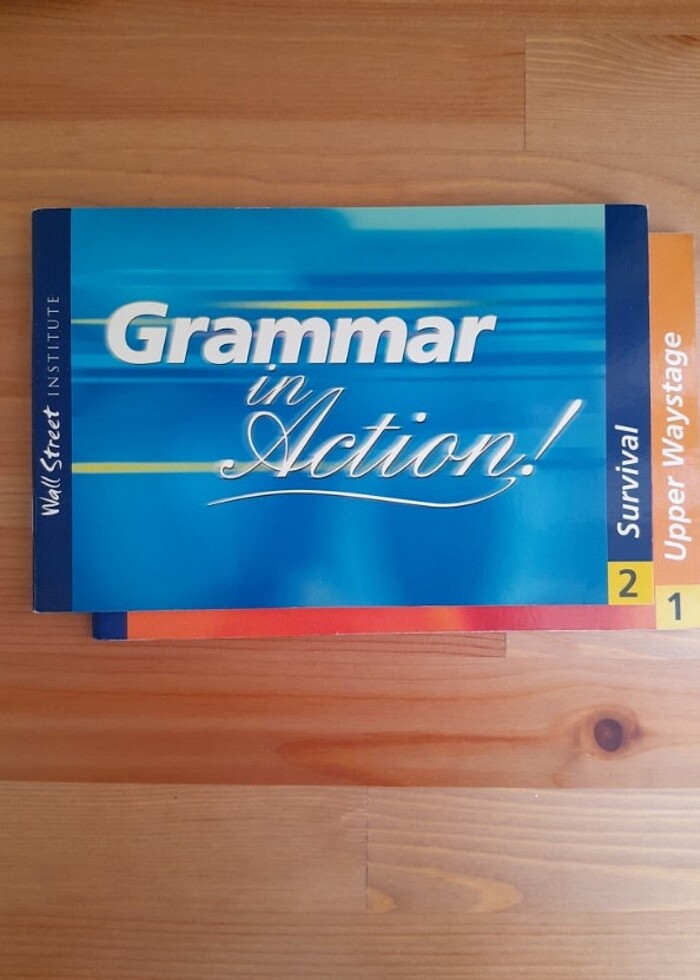 Wall Street INSTITUTE
Grammar
in
Action!
Survival
2
Upper Waystage
1